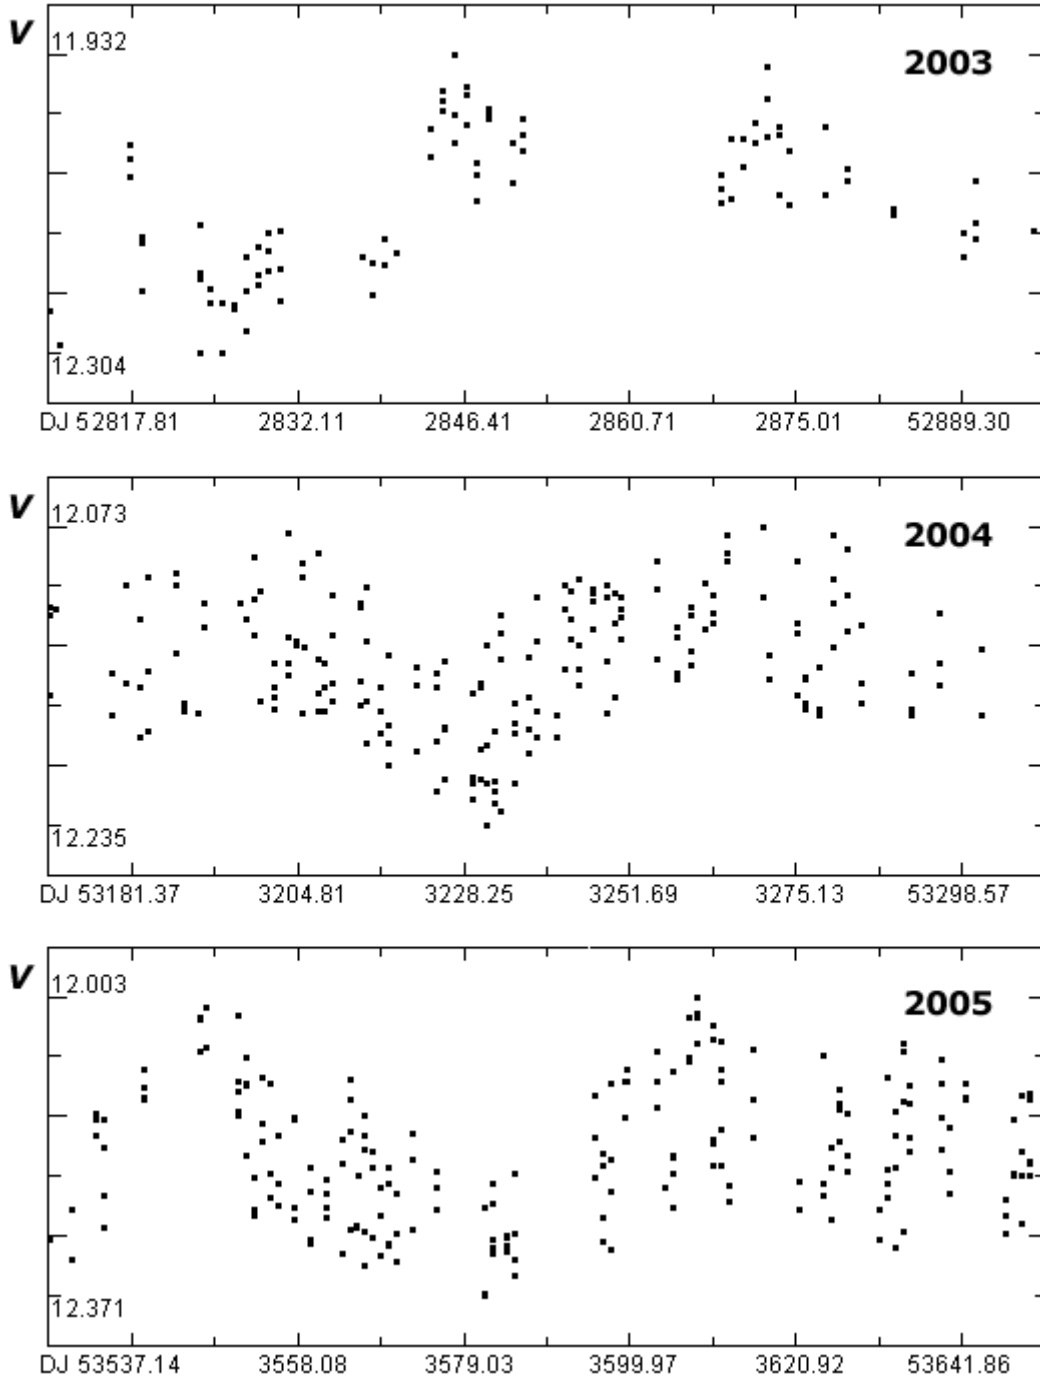 V
11.932
2003
12.304
DJ 52817.81 2832.11 2846.41 2860.71 2875.01 52889.30
V
12.073
2004
12.235
DJ 53181.37 3204.81 3228.25 3251.69 3275.13 53298.57
V
12.003
2005
12.371
DJ 53537.14 3558.08 3579.03 3599.97 3620.92 53641.86